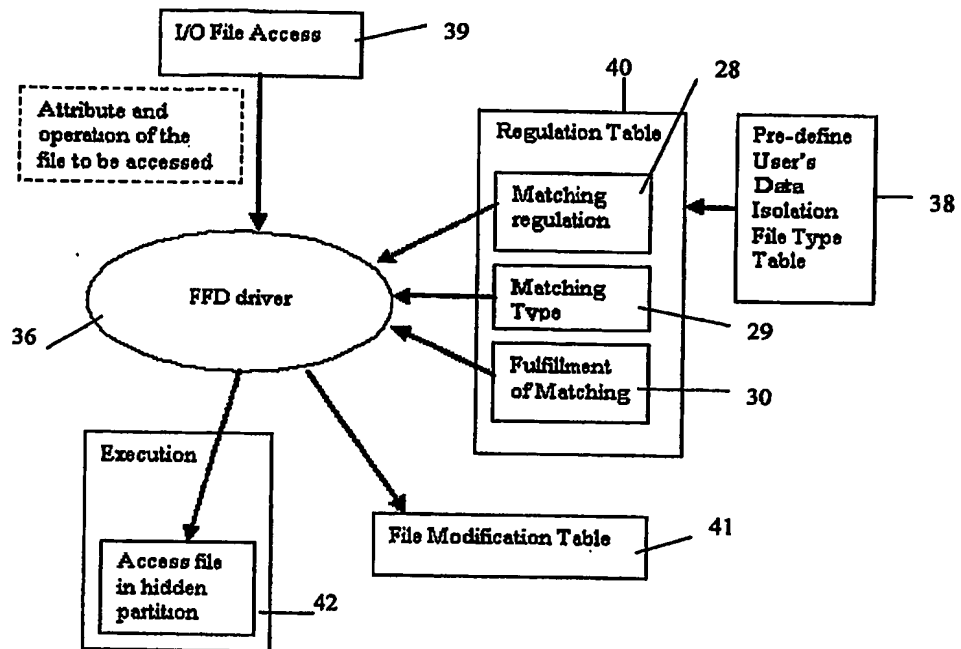 I/O File Access
39
Attribute and
operation of the
file to be accessed
40
28
Regulation Table
Matching
regulation
Pre-define
User's
Data
Isolation
File Type
Table
38
FFD driver
36
Matching
Type
29
Fulfillment
of Matching
30
Execution
Access file
in hidden
partition
42
File Modification Table
41